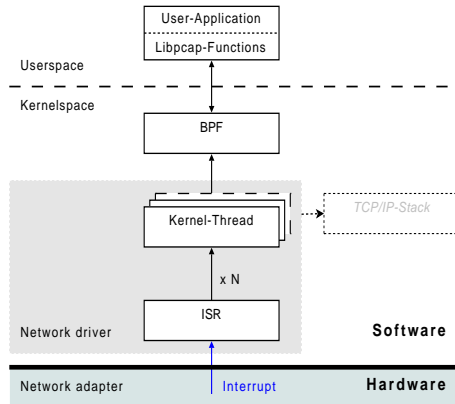 User-Application
Libpcap-Functions
Userspace
Kernelspace
BPF
Kernel-Thread
TCP/IP-Stack
x N
ISR
Network driver
Software
Network adapter
Interrupt
Hardware